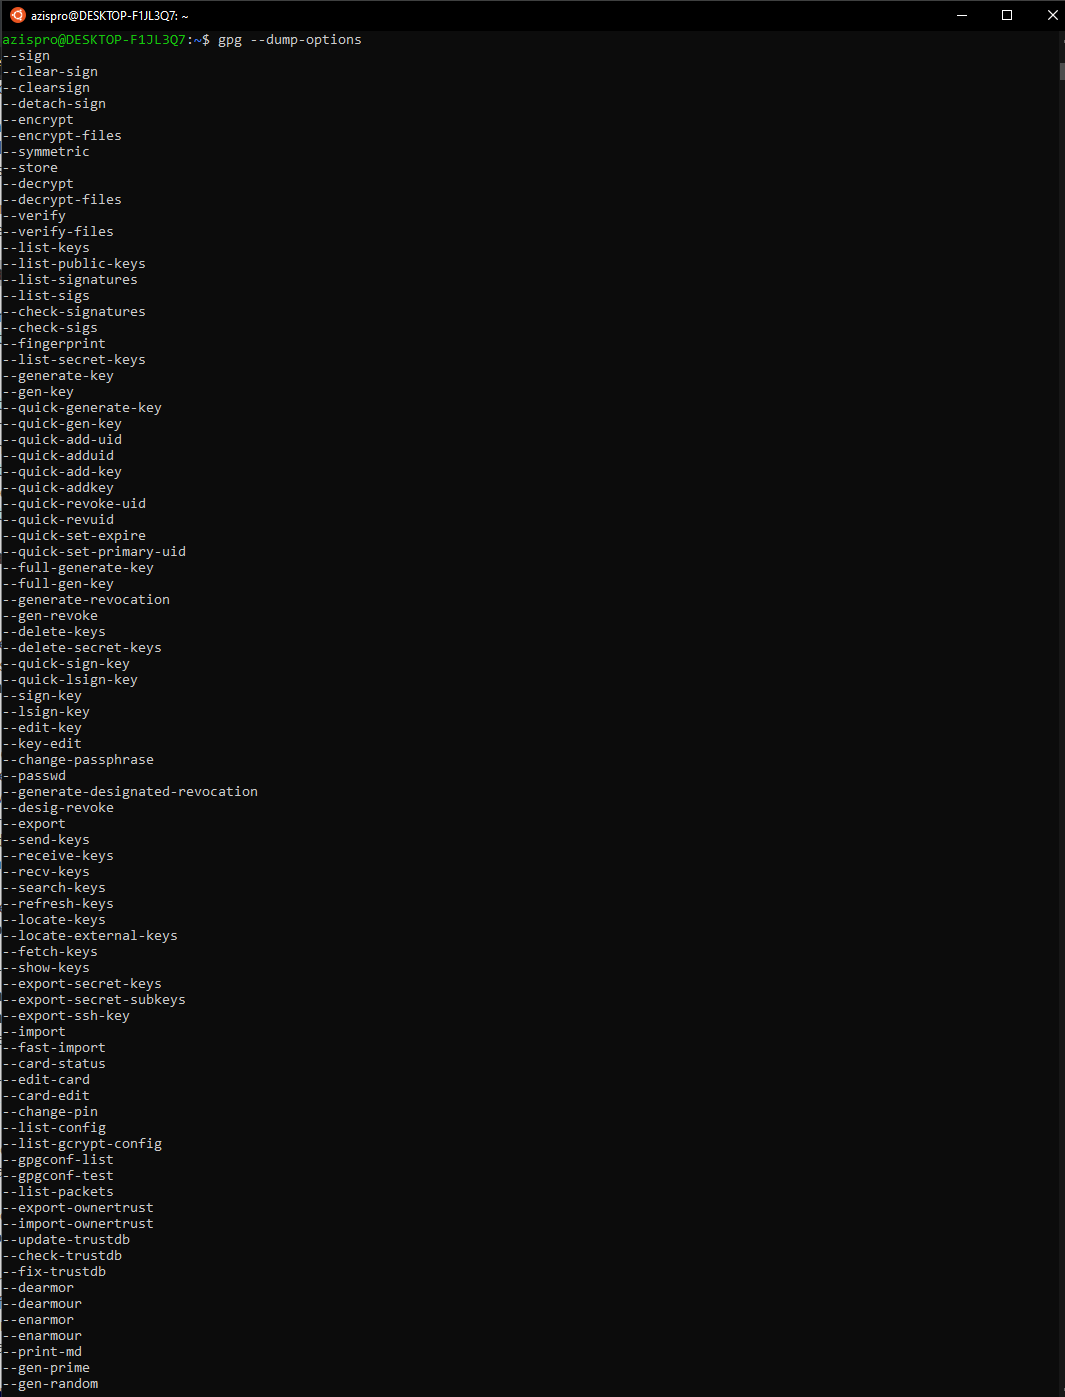 azispro@DESKTOP-F1JL3Q7: ~
azispro@DESKTOP-F1JL3Q7:~$ gpg --dump-options
--sign
--clear-sign
--clearsign
--detach-sign
--encrypt
--encrypt-files
--symmetric
--store
--decrypt
--decrypt-files
--verify
--verify-files
--list-keys
--list-public-keys
--list-signatures
--list-sigs
--check-signatures
--check-sigs
--fingerprint
--list-secret-keys
--generate-key
--gen-key
--quick-generate-key
--quick-gen-key
--quick-add-uid
--quick-adduid
--quick-add-key
--quick-addkey
--quick-revoke-uid
--quick-revuid
--quick-set-expire
--quick-set-primary-uid
--full-generate-key
--full-gen-key
--generate-revocation
--gen-revoke
--delete-keys
--delete-secret-keys
--quick-sign-key
--quick-lsign-key
--sign-key
--lsign-key
--edit-key
--key-edit
--change-passphrase
--passwd
--generate-designated-revocation
--desig-revoke
--export
--send-keys
--receive-keys
--recv-keys
--search-keys
--refresh-keys
--locate-keys
--locate-external-keys
--fetch-keys
--show-keys
--export-secret-keys
--export-secret-subkeys
--export-ssh-key
--import
--fast-import
--card-status
--edit-card
--card-edit
--change-pin
--list-config
--list-gcrypt-config
--gpgconf-list
--gpgconf-test
--list-packets
--export-ownertrust
--import-ownertrust
--update-trustdb
--check-trustdb
--fix-trustdb
--dearmor
--dearmour
--enarmor
--enarmour
--print-md
--gen-prime
--gen-random